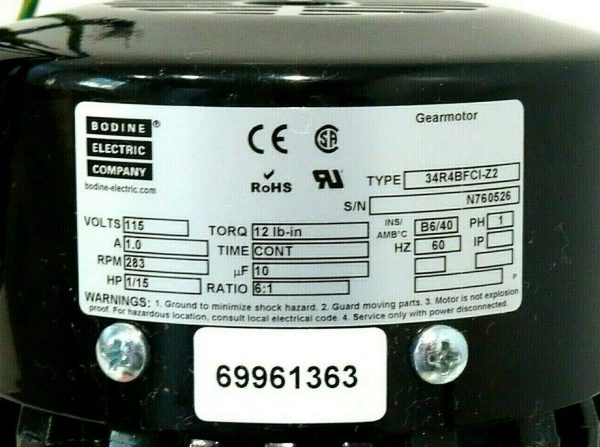 BODINE ®
ELECTRIC
COMPANY
bodine-electric.com
CE
SA
RoHS
Gearmotor
TYPE 34R4BFCI-Z2
S/N N760526
VOLTS 115
A 1.0
RPM 283
HP 1/15
TORQ 12 lb-in
TIME CONT
µF 10
RATIO 6:1
INS/ AMB°C B6/40
HZ 60
PH 1
IP
P
WARNINGS: 1. Ground to minimize shock hazard. 2. Guard moving parts. 3. Motor is not explosion
proof. For hazardous location, consult local electrical code. 4. Service only with power disconnected.
69961363